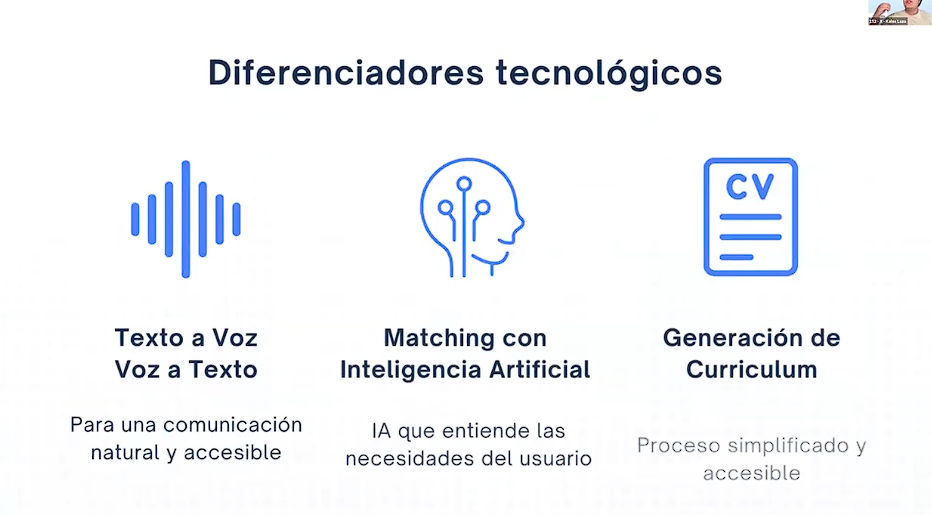 Diferenciadores tecnológicos
CV
Texto a Voz
Voz a Texto
Para una comunicación
natural y accesible
Matching con
Inteligencia Artificial
IA que entiende las
necesidades del usuario
Generación de
Curriculum
Proceso simplificado y
accesible